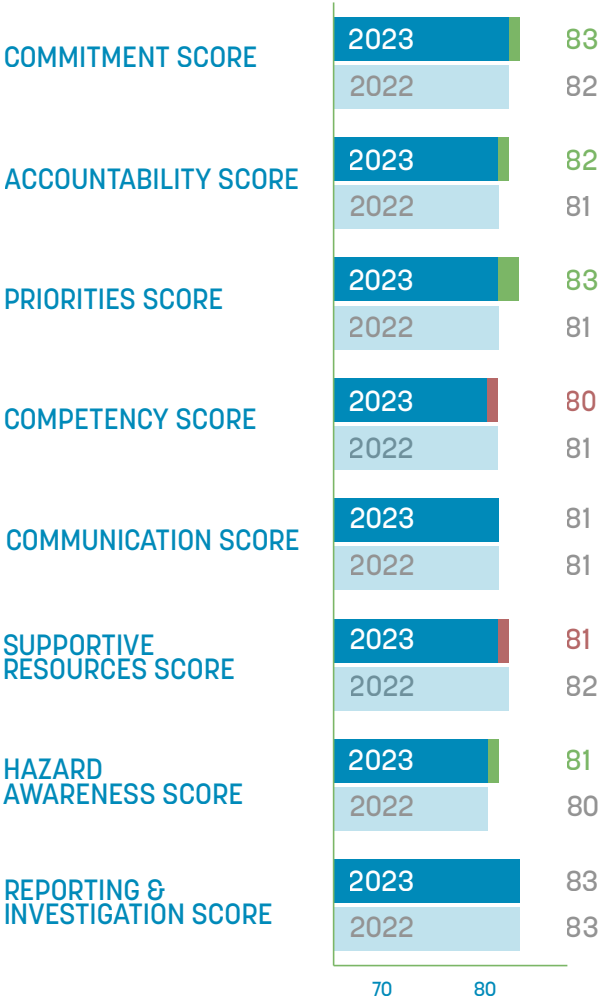 COMMITMENT SCORE
2023 83
2022 82
ACCOUNTABILITY SCORE
2023 82
2022 81
PRIORITIES SCORE
2023 83
2022 81
COMPETENCY SCORE
2023 80
2022 81
COMMUNICATION SCORE
2023 81
2022 81
SUPPORTIVE
RESOURCES SCORE
2023 81
2022 82
HAZARD
AWARENESS SCORE
2023 81
2022 80
REPORTING &
INVESTIGATION SCORE
2023 83
2022 83
70 80